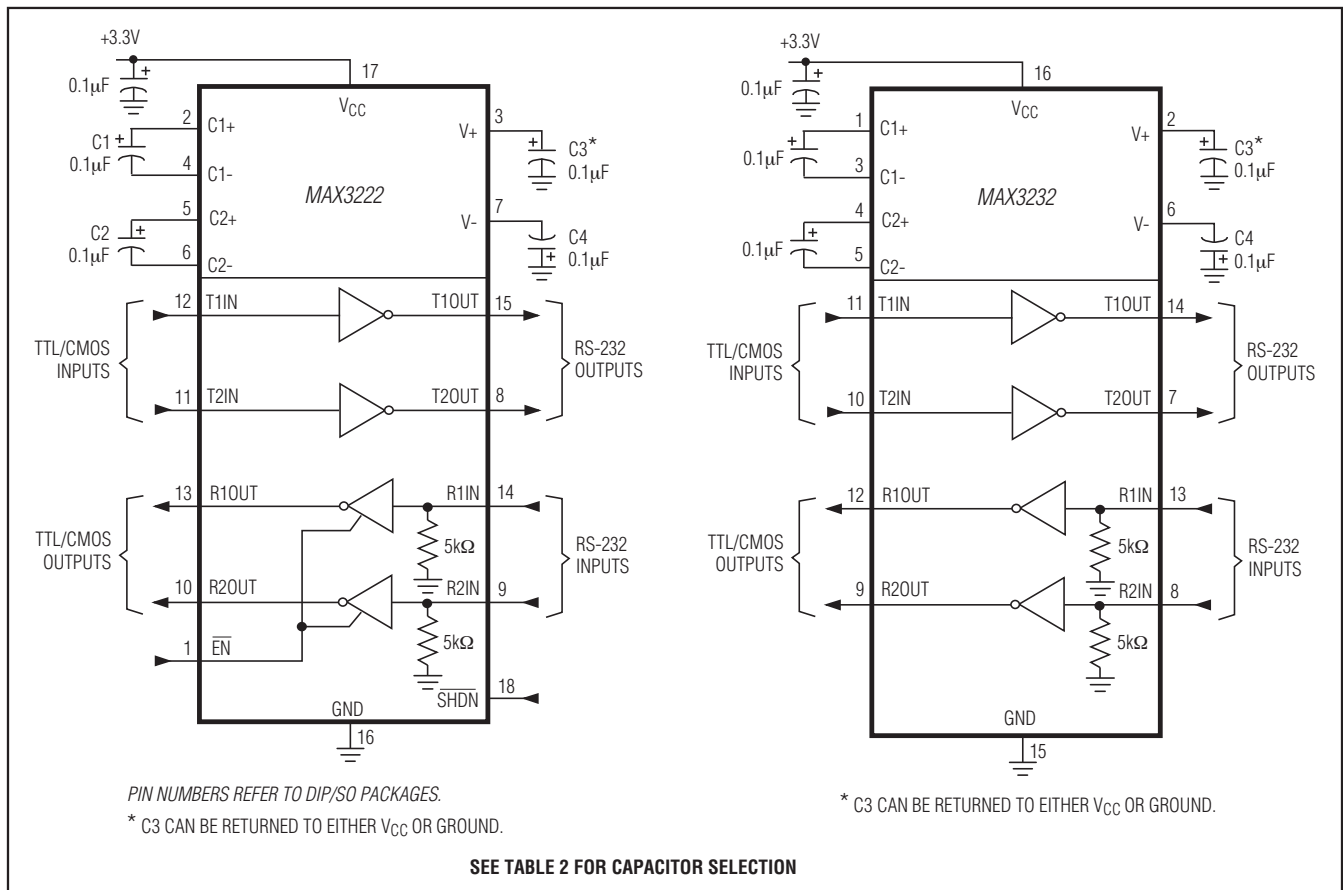 +3.3V
0.1µF
17
VCC
2 C1+
C1
0.1µF
4 C1-
5 C2+
C2
0.1µF
6 C2-
MAX3222
V+ 3
C3*
0.1µF
V- 7
C4
0.1µF
12 T1IN
T1OUT 15
TTL/CMOS
INPUTS
RS-232
OUTPUTS
11 T2IN
T2OUT 8
13 R1OUT
R1IN 14
5kΩ
TTL/CMOS
OUTPUTS
RS-232
INPUTS
10 R2OUT
R2IN 9
5kΩ
1 EN
18
SHDN
GND
16
PIN NUMBERS REFER TO DIP/SO PACKAGES.
* C3 CAN BE RETURNED TO EITHER VCC OR GROUND.
+3.3V
0.1µF
16
VCC
1 C1+
0.1µF
3 C1-
4 C2+
0.1µF
5 C2-
MAX3232
V+ 2
C3*
0.1µF
V- 6
C4
0.1µF
11 T1IN
T1OUT 14
TTL/CMOS
INPUTS
RS-232
OUTPUTS
10 T2IN
T2OUT 7
12 R1OUT
R1IN 13
5kΩ
TTL/CMOS
OUTPUTS
RS-232
INPUTS
9 R2OUT
R2IN 8
5kΩ
GND
15
* C3 CAN BE RETURNED TO EITHER VCC OR GROUND.
SEE TABLE 2 FOR CAPACITOR SELECTION